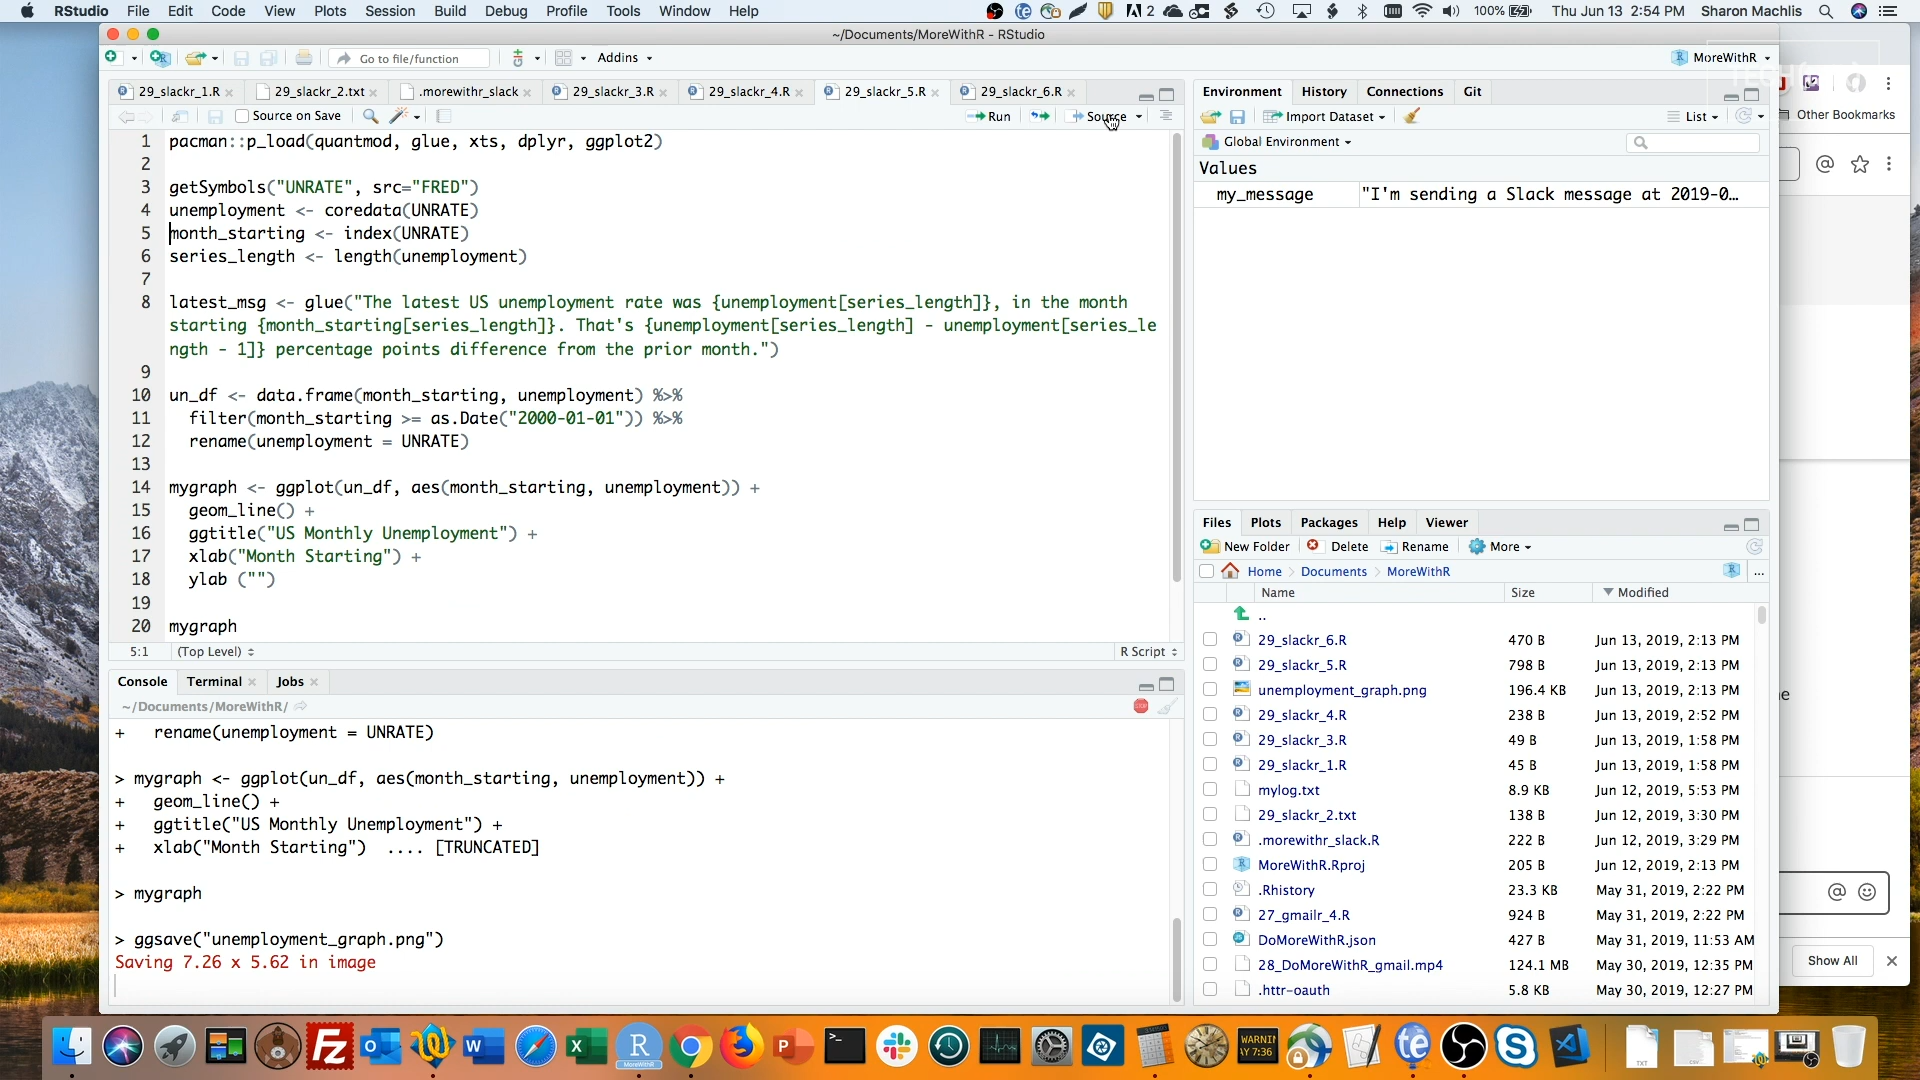 RStudio File Edit Code View Plots Session Build Debug Profile Tools Window Help
2 100% Thu Jun 13 2:54 PM Sharon Machlis
~/Documents/MoreWithR - RStudio
Go to file/function Addins MoreWithR
29_slackr_1.R 29_slackr_2.txt .morewithr_slack 29_slackr_3.R 29_slackr_4.R 29_slackr_5.R 29_slackr_6.R
Source on Save Run Source
1 pacman::p_load(quantmod, glue, xts, dplyr, ggplot2)
2
3 getSymbols("UNRATE", src="FRED")
4 unemployment <- coredata(UNRATE)
5 month_starting <- index(UNRATE)
6 series_length <- length(unemployment)
7
8 latest_msg <- glue("The latest US unemployment rate was {unemployment[series_length]}, in the month
starting {month_starting[series_length]}. That's {unemployment[series_length] - unemployment[series_le
ngth - 1]} percentage points difference from the prior month.")
9
10 un_df <- data.frame(month_starting, unemployment) %>%
11 filter(month_starting >= as.Date("2000-01-01")) %>%
12 rename(unemployment = UNRATE)
13
14 mygraph <- ggplot(un_df, aes(month_starting, unemployment)) +
15 geom_line() +
16 ggtitle("US Monthly Unemployment") +
17 xlab("Month Starting") +
18 ylab ("")
19
20 mygraph
5:1 (Top Level) R Script
Console Terminal Jobs
~/Documents/MoreWithR/
+ rename(unemployment = UNRATE)
> mygraph <- ggplot(un_df, aes(month_starting, unemployment)) +
+ geom_line() +
+ ggtitle("US Monthly Unemployment") +
+ xlab("Month Starting") .... [TRUNCATED]
> mygraph
> ggsave("unemployment_graph.png")
Saving 7.26 x 5.62 in image
Environment History Connections Git
Import Dataset List
Global Environment
Values
my_message "I'm sending a Slack message at 2019-0…
Files Plots Packages Help Viewer
New Folder Delete Rename More
Home Documents MoreWithR ...
Name Size Modified
..
29_slackr_6.R 470 B Jun 13, 2019, 2:13 PM
29_slackr_5.R 798 B Jun 13, 2019, 2:13 PM
unemployment_graph.png 196.4 KB Jun 13, 2019, 2:13 PM
29_slackr_4.R 238 B Jun 13, 2019, 2:52 PM
29_slackr_3.R 49 B Jun 13, 2019, 1:58 PM
29_slackr_1.R 45 B Jun 13, 2019, 1:58 PM
mylog.txt 8.9 KB Jun 12, 2019, 5:53 PM
29_slackr_2.txt 138 B Jun 12, 2019, 3:30 PM
.morewithr_slack.R 222 B Jun 12, 2019, 3:29 PM
MoreWithR.Rproj 205 B Jun 12, 2019, 2:13 PM
.Rhistory 23.3 KB May 31, 2019, 2:22 PM
27_gmailr_4.R 924 B May 31, 2019, 2:22 PM
DoMoreWithR.json 427 B May 31, 2019, 11:53 AM
28_DoMoreWithR_gmail.mp4 124.1 MB May 30, 2019, 12:35 PM
.httr-oauth 5.8 KB May 30, 2019, 12:27 PM
Other Bookmarks
Show All